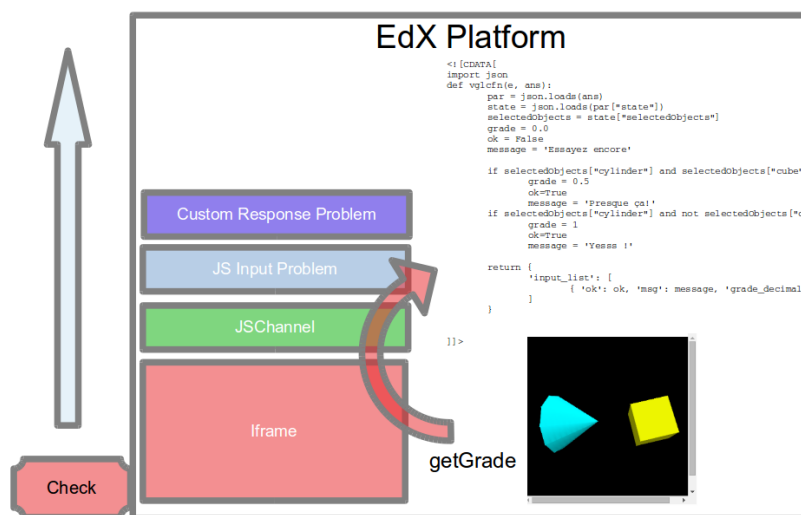 EdX Platform
<![CDATA[
import json
def vglcfn(e, ans):
par = json.loads(ans)
state = json.loads(par["state"])
selectedObjects = state["selectedObjects"]
grade = 0.0
ok = False
message = 'Essayez encore'
if selectedObjects["cylinder"] and selectedObjects["cube"
grade = 0.5
ok=True
message = 'Presque ça!'
if selectedObjects["cylinder"] and not selectedObjects["c
grade = 1
ok=True
message = 'Yesss !'
return {
'input_list': [
{ 'ok': ok, 'msg': message, 'grade_decimal
]
}
]]>
Custom Response Problem
JS Input Problem
JSChannel
Iframe
getGrade
Check